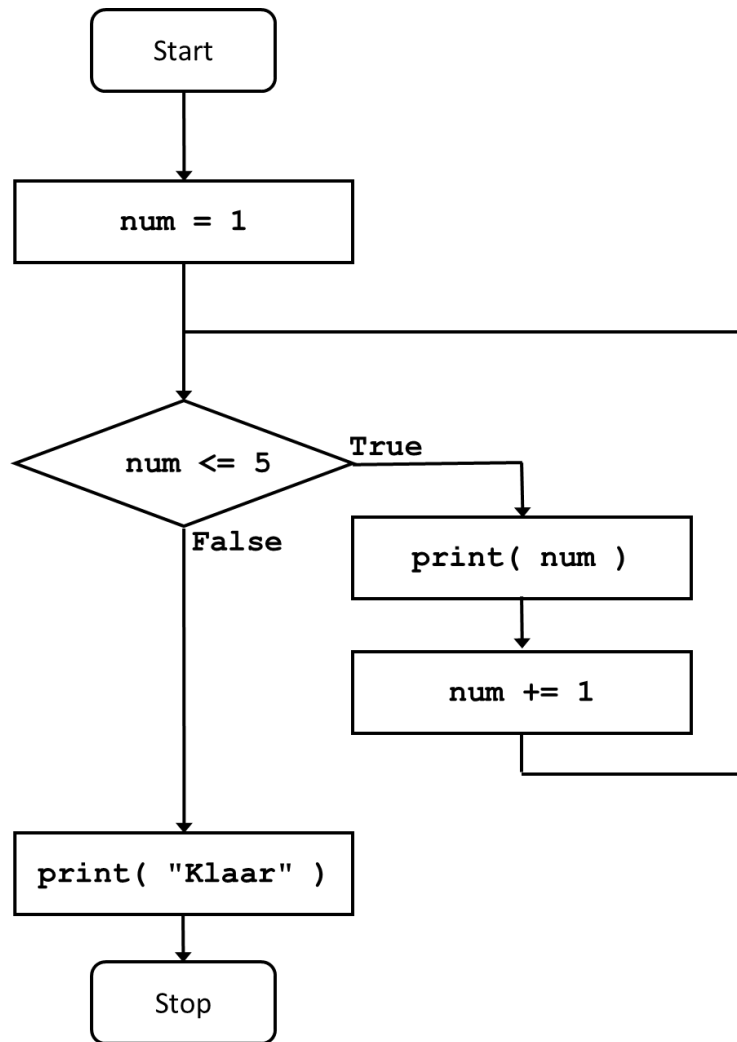 Start
num = 1
num <= 5
True
False
print( num )
num += 1
print( "Klaar" )
Stop